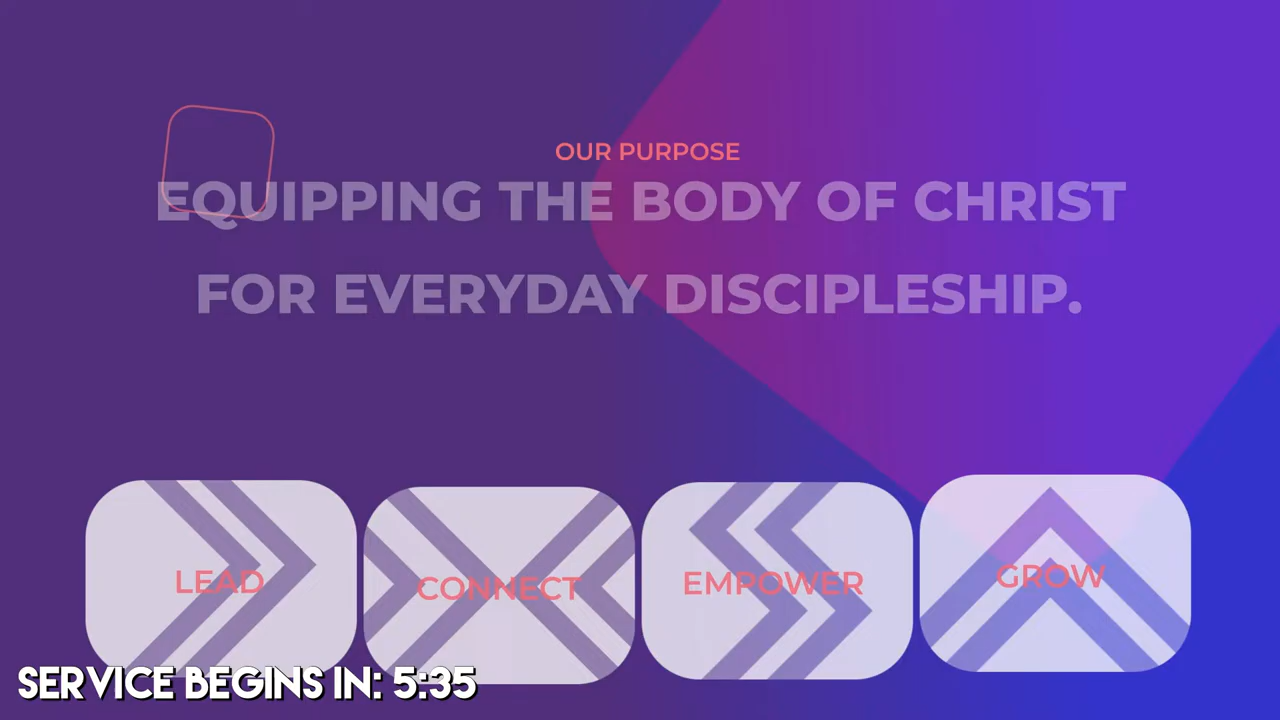 OUR PURPOSE
EQUIPPING THE BODY OF CHRIST
FOR EVERYDAY DISCIPLESHIP.
LEAD
CONNECT
EMPOWER
GROW
SERVICE BEGINS IN: 5:35